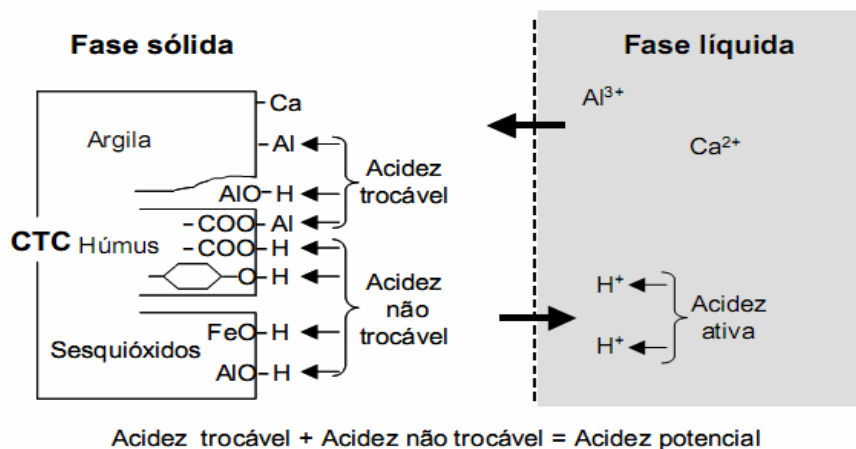 Fase sólida
Fase líquida
Argila
-Ca
-Al
AlO-H
Acidez
trocável
CTC
Húmus
-COO-Al
-COO-H
-O-H
Acidez
não
trocável
Sesquióxidos
FeO-H
AlO-H
Al³⁺
Ca²⁺
H⁺
H⁺
Acidez
ativa
Acidez trocável + Acidez não trocável = Acidez potencial